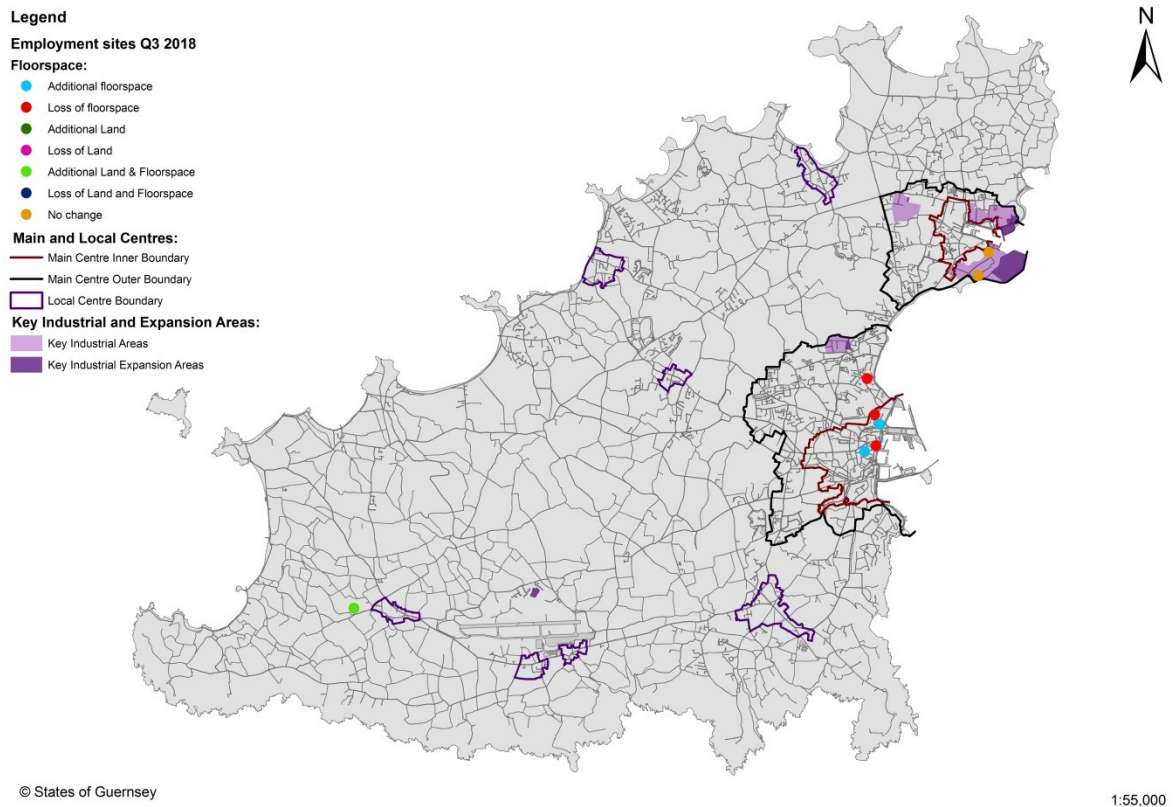 Legend
Employment sites Q3 2018
Floorspace:
Additional floorspace
Loss of floorspace
Additional Land
Loss of Land
Additional Land & Floorspace
Loss of Land and Floorspace
No change
Main and Local Centres:
Main Centre Inner Boundary
Main Centre Outer Boundary
Local Centre Boundary
Key Industrial and Expansion Areas:
Key Industrial Areas
Key Industrial Expansion Areas
N
© States of Guernsey
1:55,000